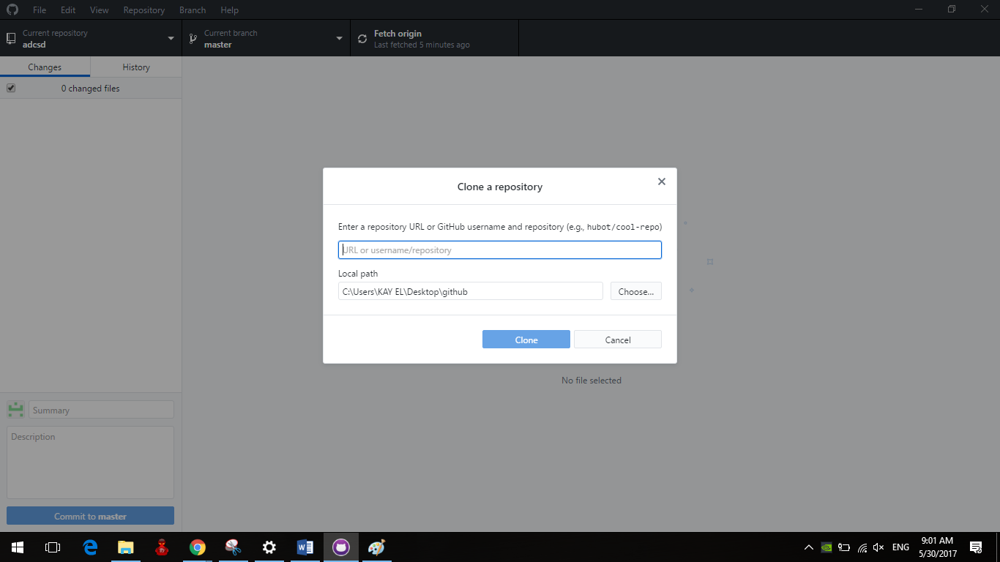 File Edit View Repository Branch Help
Current repository
adcsd
Current branch
master
Fetch origin
Last fetched 5 minutes ago
Changes History
0 changed files
Clone a repository
Enter a repository URL or GitHub username and repository (e.g., hubot/cool-repo)
URL or username/repository
Local path
C:\Users\KAY EL\Desktop\github Choose...
Clone Cancel
No file selected
Summary
Description
Commit to master
ENG
9:01 AM
5/30/2017